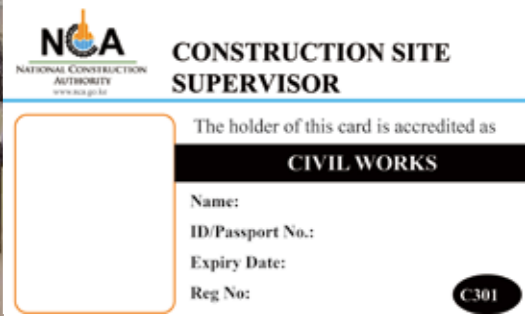 NCA
NATIONAL CONSTRUCTION
AUTHORITY
www.nca.go.ke
CONSTRUCTION SITE
SUPERVISOR
The holder of this card is accredited as
CIVIL WORKS
Name:
ID/Passport No.:
Expiry Date:
Reg No:
C301